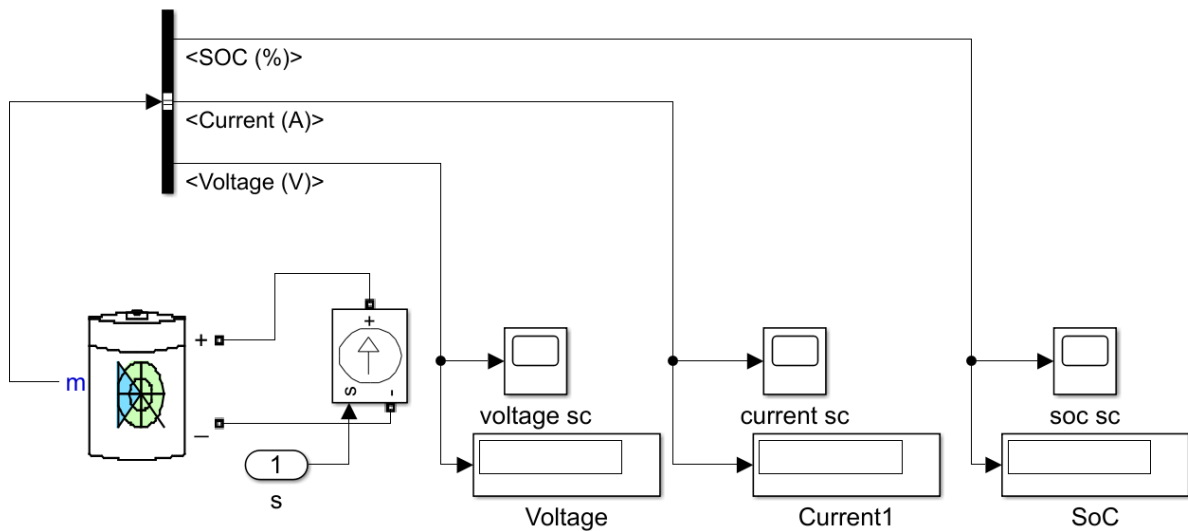 <SOC (%)>
<Current (A)>
<Voltage (V)>
m
+
−
+
s
-
1
s
voltage sc
current sc
soc sc
Voltage
Current1
SoC